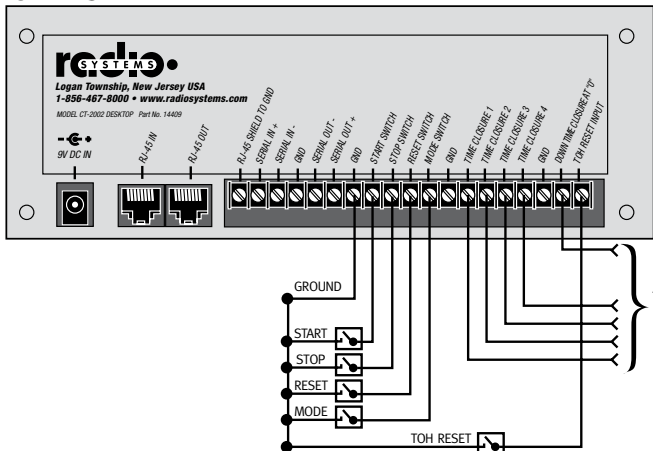 radio
SYSTEMS
Logan Township, New Jersey USA
1-856-467-8000 • www.radiosystems.com
MODEL CT-2002 DESKTOP Part No. 14409
- +
9V DC IN
RJ-45 IN
RJ-45 OUT
RJ-45 SHIELD TO GND
SERIAL IN +
SERIAL IN -
GND
SERIAL OUT -
SERIAL OUT +
GND
START SWITCH
STOP SWITCH
RESET SWITCH
MODE SWITCH
GND
TIME CLOSURE 1
TIME CLOSURE 2
TIME CLOSURE 3
TIME CLOSURE 4
GND
DOWN TIME CLOSURE AT "0"
TOH RESET INPUT
GROUND
START
STOP
RESET
MODE
TOH RESET